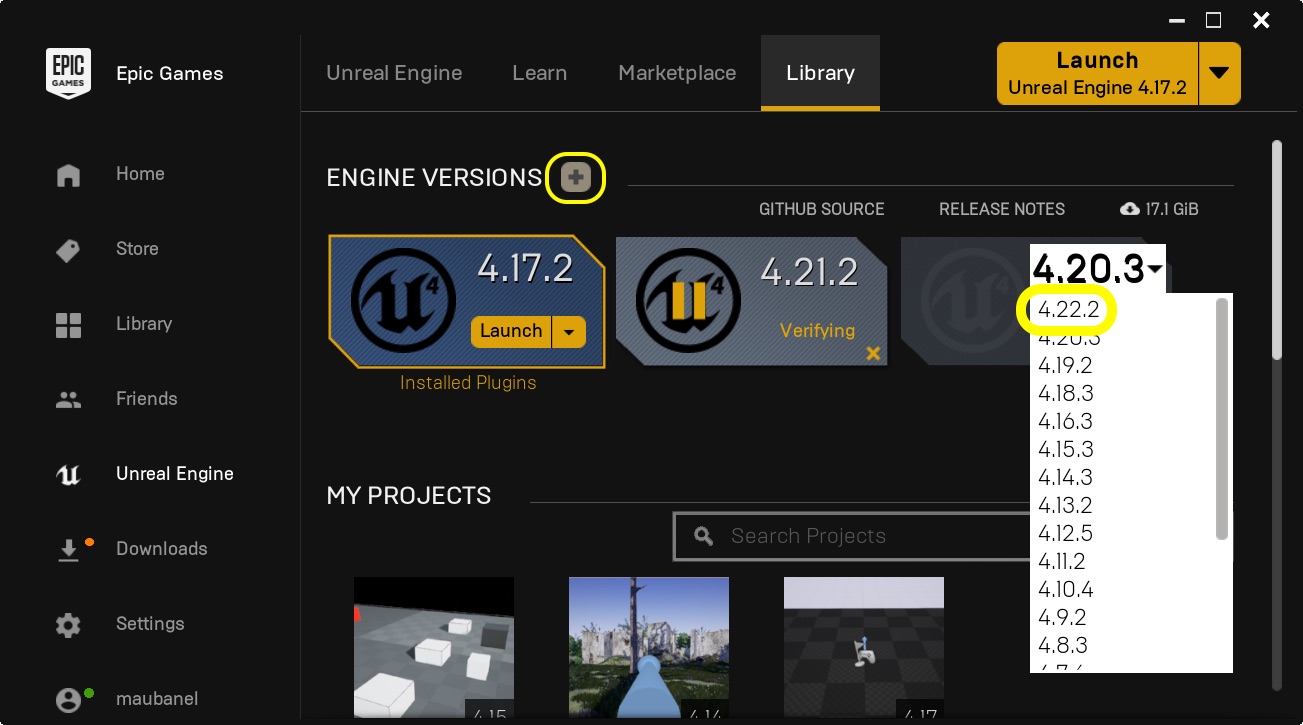 EPIC GAMES
Epic Games
Unreal Engine
Learn
Marketplace
Library
Launch
Unreal Engine 4.17.2
Home
Store
Library
Friends
Unreal Engine
Downloads
Settings
maubanel
ENGINE VERSIONS
GITHUB SOURCE
RELEASE NOTES
17.1 GiB
4.17.2
Launch
Installed Plugins
4.21.2
Verifying
4.20.3
4.22.2
4.20.3
4.19.2
4.18.3
4.16.3
4.15.3
4.14.3
4.13.2
4.12.5
4.11.2
4.10.4
4.9.2
4.8.3
MY PROJECTS
Search Projects
4.15
4.14
4.17